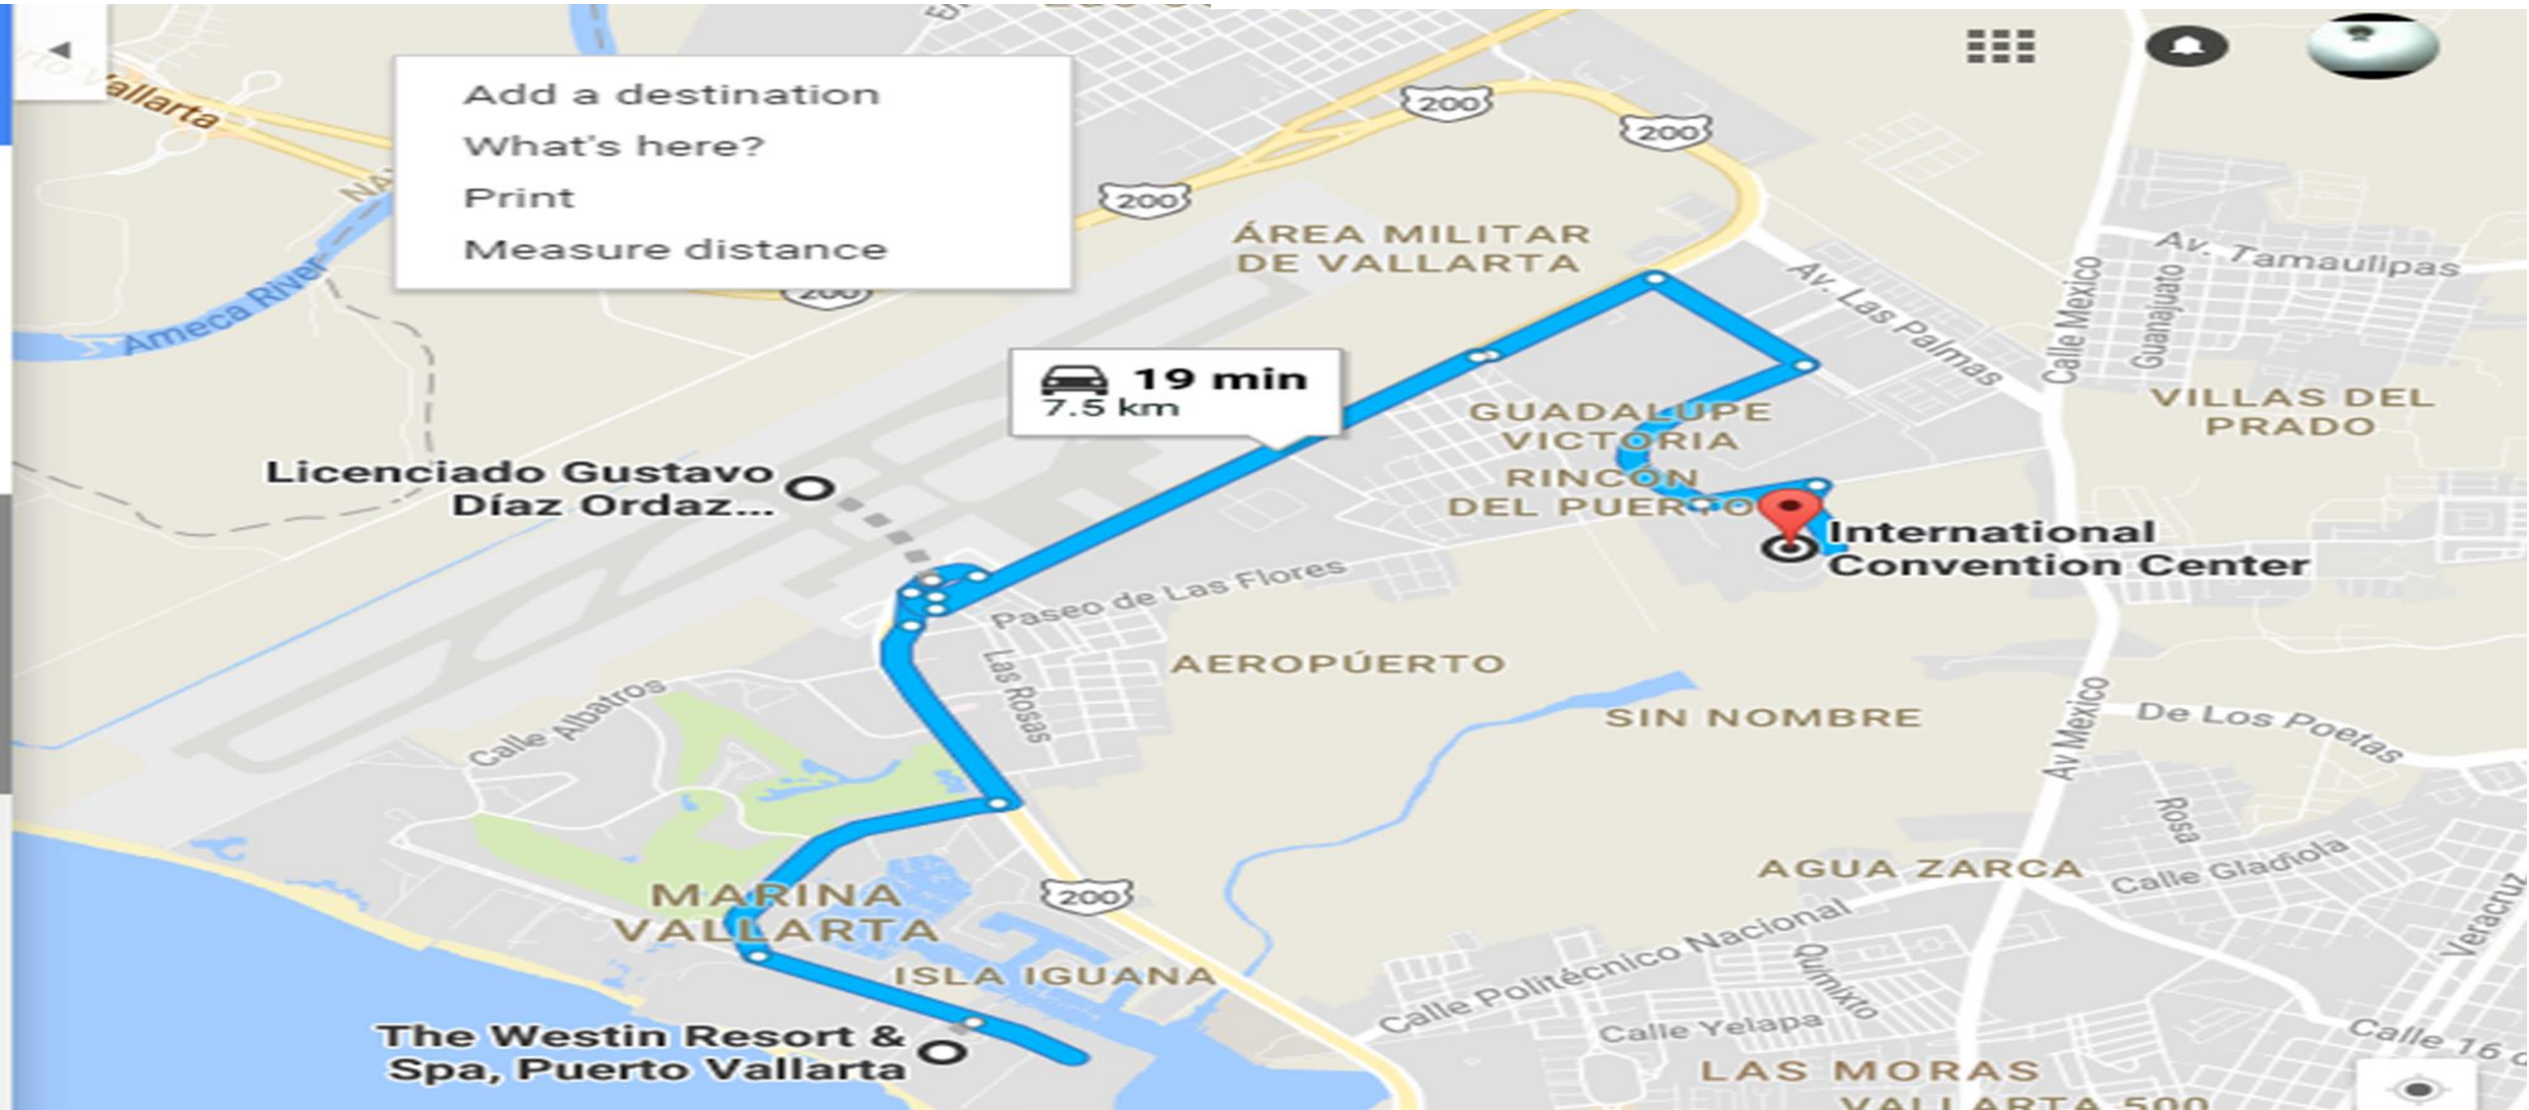 Vallarta
Add a destination
What's here?
Print
Measure distance
200
200
200
200
ÁREA MILITAR
DE VALLARTA
Av. Tamaulipas
Av. Las Palmas
Calle Mexico
Guanajuato
Ameca River
19 min
7.5 km
VILLAS DEL
PRADO
GUADALUPE
VICTORIA
RINCÓN
DEL PUERTO
Licenciado Gustavo
Díaz Ordaz...
International
Convention Center
Paseo de Las Flores
Las Rosas
AEROPÚERTO
Calle Albatros
SIN NOMBRE
De Los Poetas
Av Mexico
Rosa
Calle Gladiola
AGUA ZARCA
Veracruz
MARINA
VALLARTA
200
Calle Politécnico Nacional
Quimixto
ISLA IGUANA
Calle Yelapa
Calle 16 d
The Westin Resort &
Spa, Puerto Vallarta
LAS MORAS
VALLARTA 500